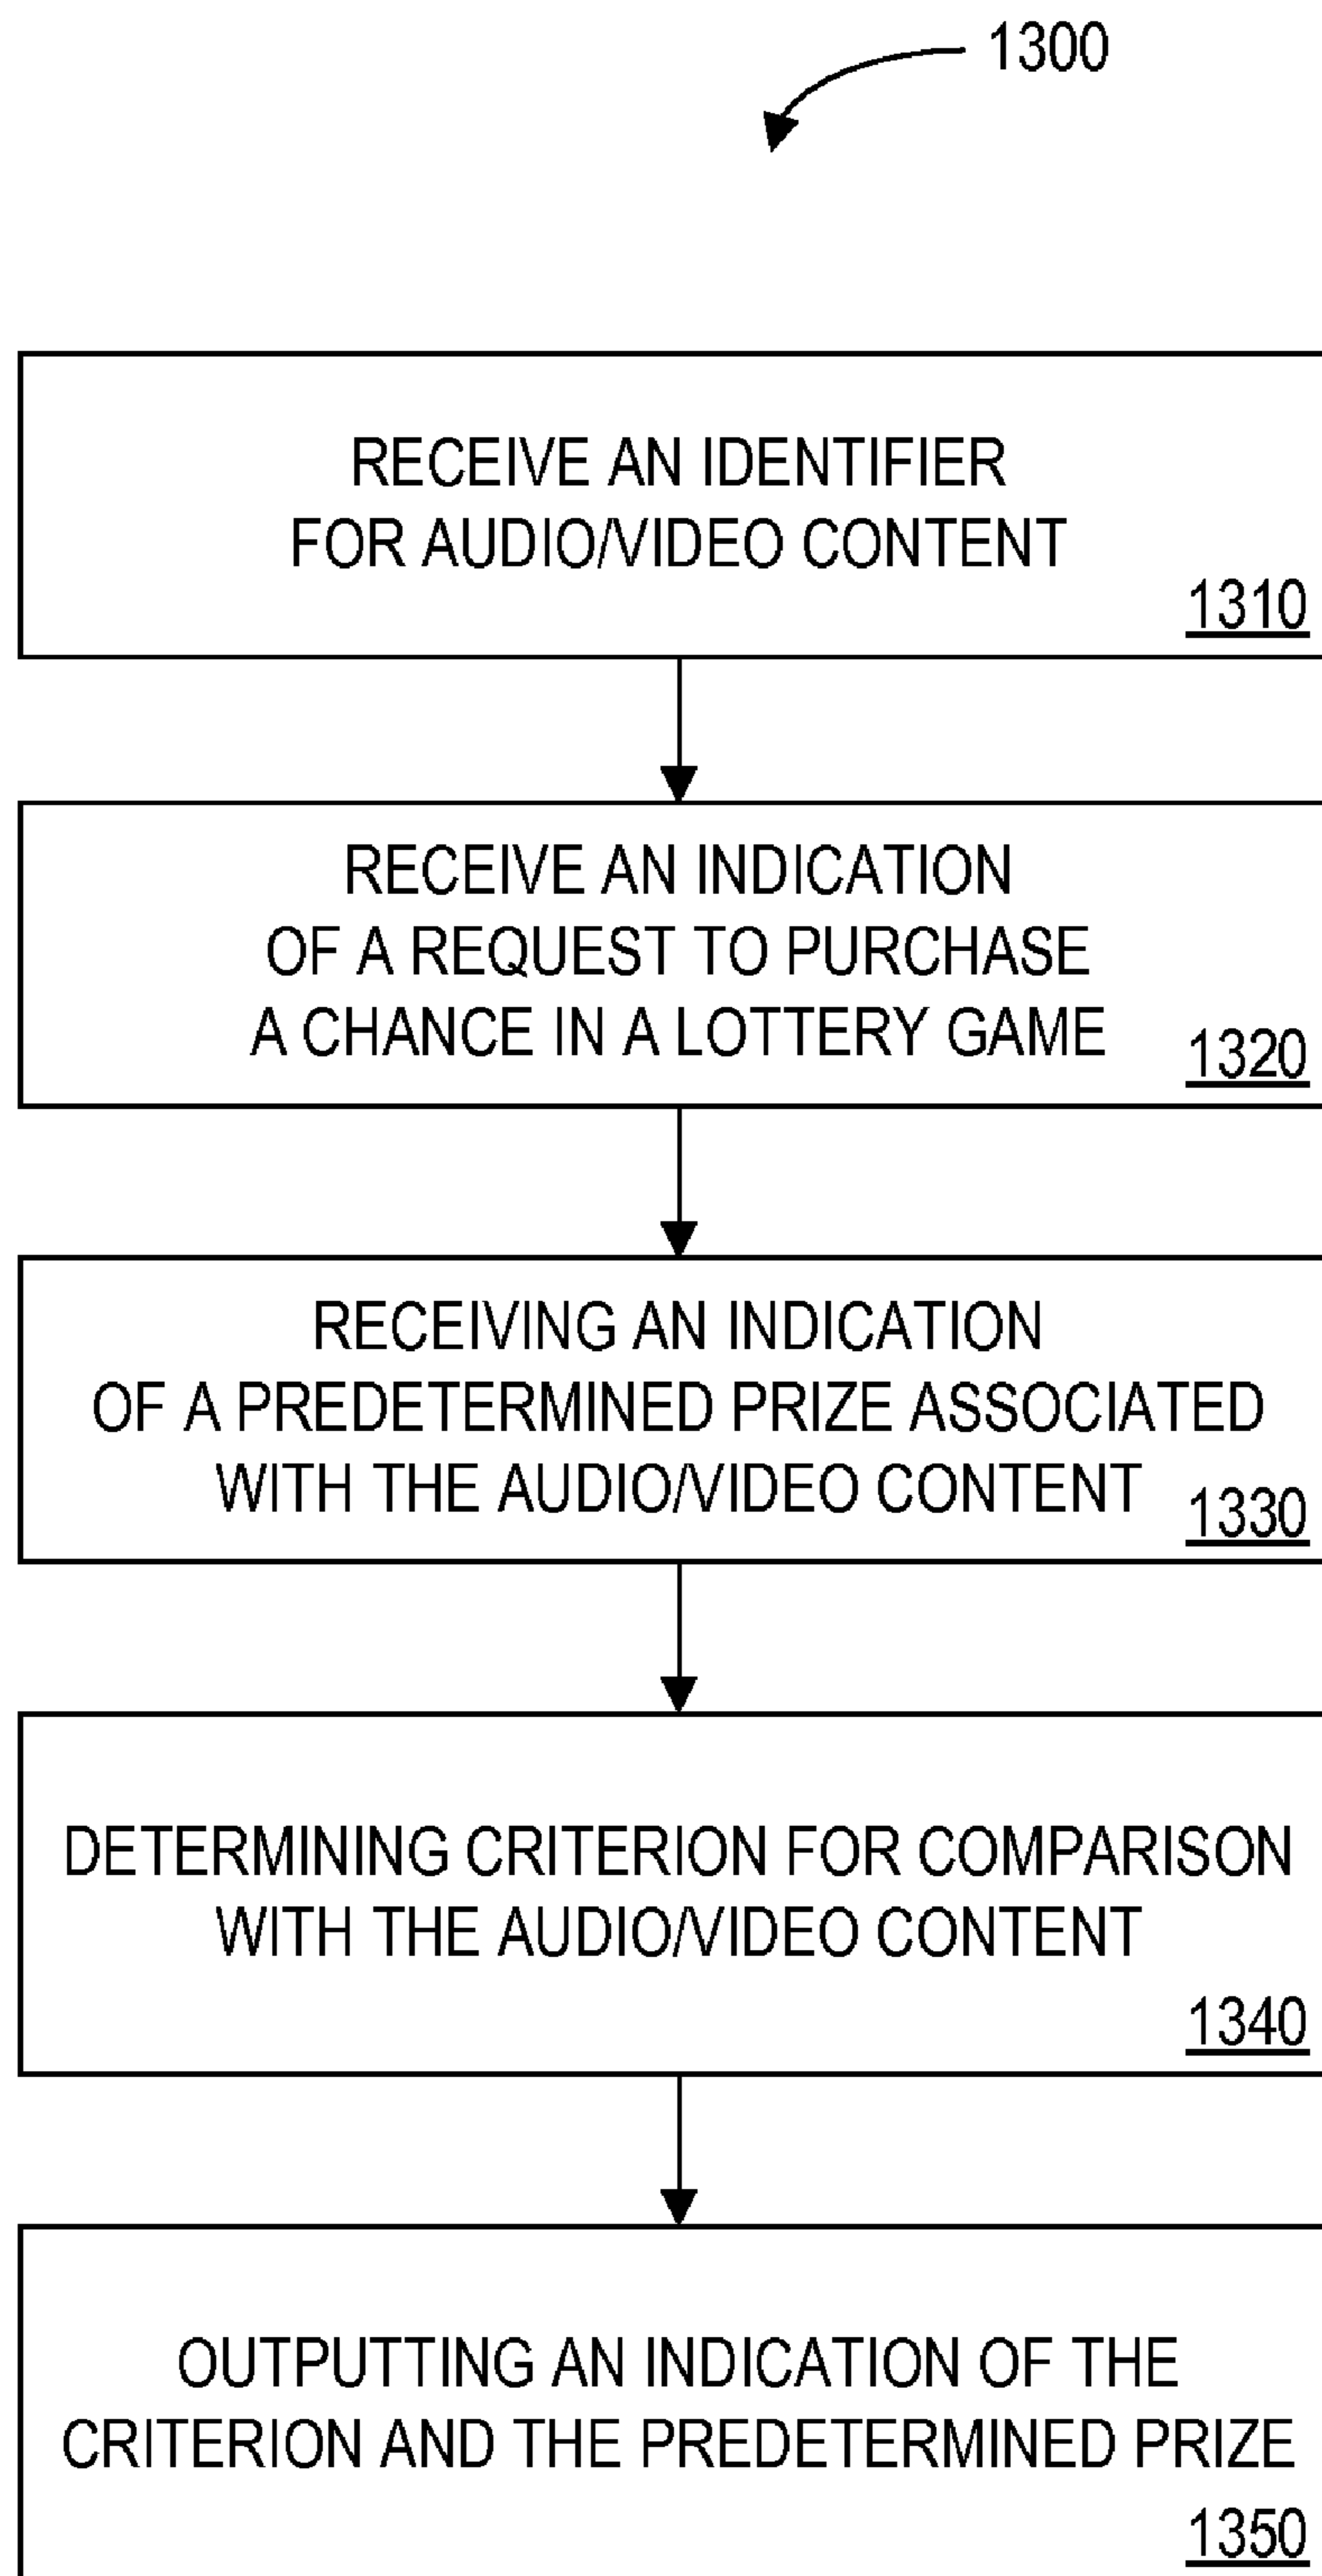 1300
RECEIVE AN IDENTIFIER
FOR AUDIO/VIDEO CONTENT
1310
RECEIVE AN INDICATION
OF A REQUEST TO PURCHASE
A CHANCE IN A LOTTERY GAME
1320
RECEIVING AN INDICATION
OF A PREDETERMINED PRIZE ASSOCIATED
WITH THE AUDIO/VIDEO CONTENT
1330
DETERMINING CRITERION FOR COMPARISON
WITH THE AUDIO/VIDEO CONTENT
1340
OUTPUTTING AN INDICATION OF THE
CRITERION AND THE PREDETERMINED PRIZE
1350